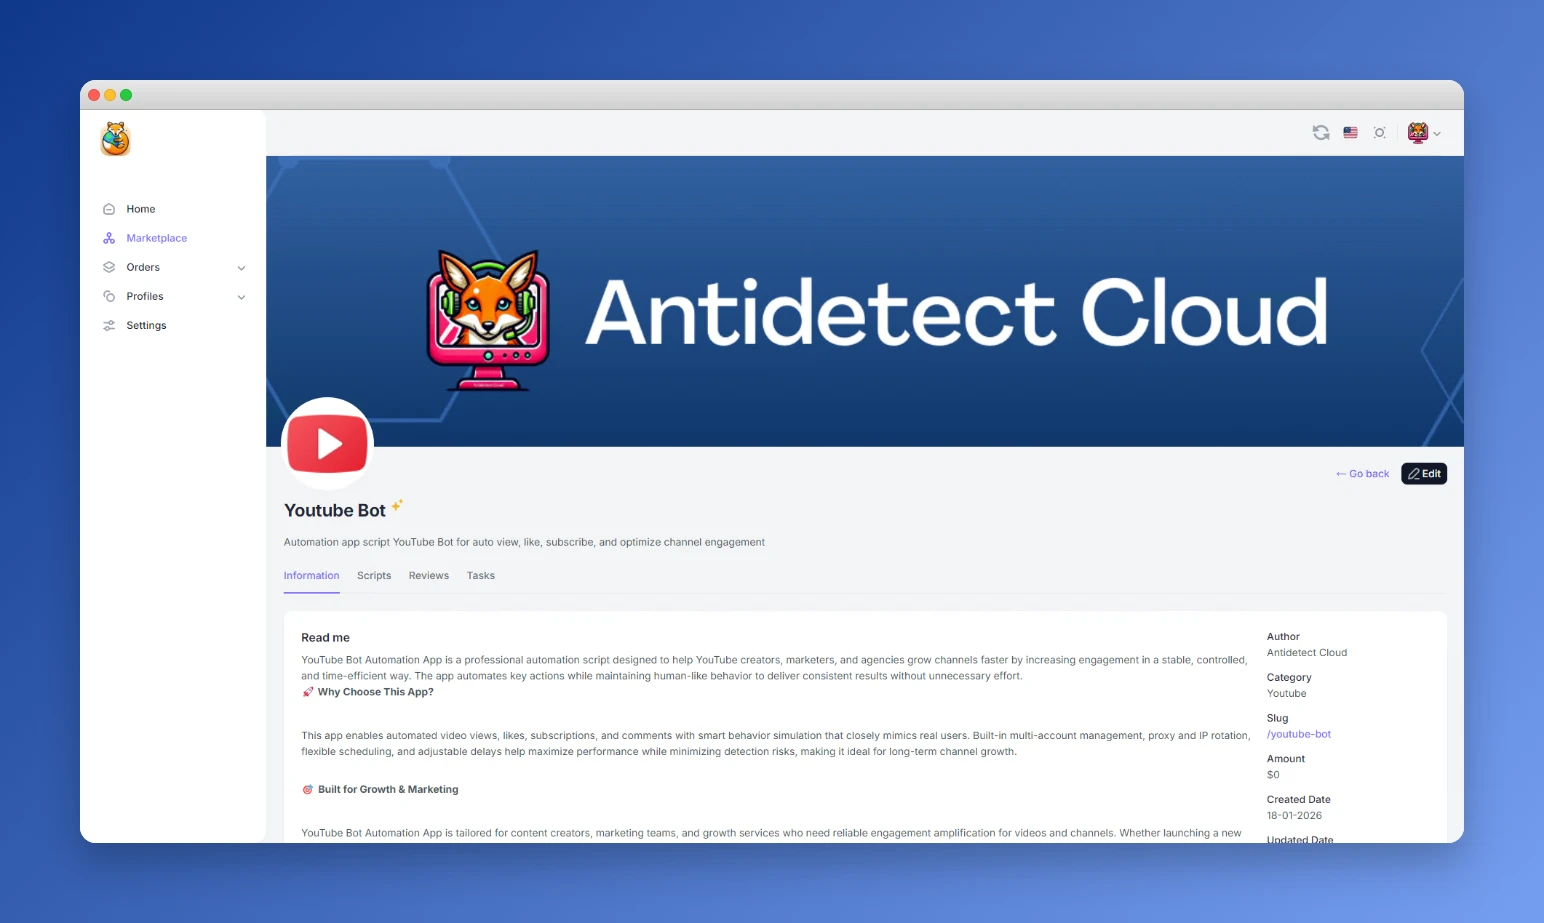 Home
Marketplace
Orders
Profiles
Settings
Antidetect Cloud
← Go back
Edit
Youtube Bot
Automation app script YouTube Bot for auto view, like, subscribe, and optimize channel engagement
Information Scripts Reviews Tasks
Read me
YouTube Bot Automation App is a professional automation script designed to help YouTube creators, marketers, and agencies grow channels faster by increasing engagement in a stable, controlled,
and time-efficient way. The app automates key actions while maintaining human-like behavior to deliver consistent results without unnecessary effort.
🚀 Why Choose This App?
This app enables automated video views, likes, subscriptions, and comments with smart behavior simulation that closely mimics real users. Built-in multi-account management, proxy and IP rotation,
flexible scheduling, and adjustable delays help maximize performance while minimizing detection risks, making it ideal for long-term channel growth.
🎯 Built for Growth & Marketing
YouTube Bot Automation App is tailored for content creators, marketing teams, and growth services who need reliable engagement amplification for videos and channels. Whether launching a new
Author
Antidetect Cloud
Category
Youtube
Slug
/youtube-bot
Amount
$0
Created Date
18-01-2026
Updated Date